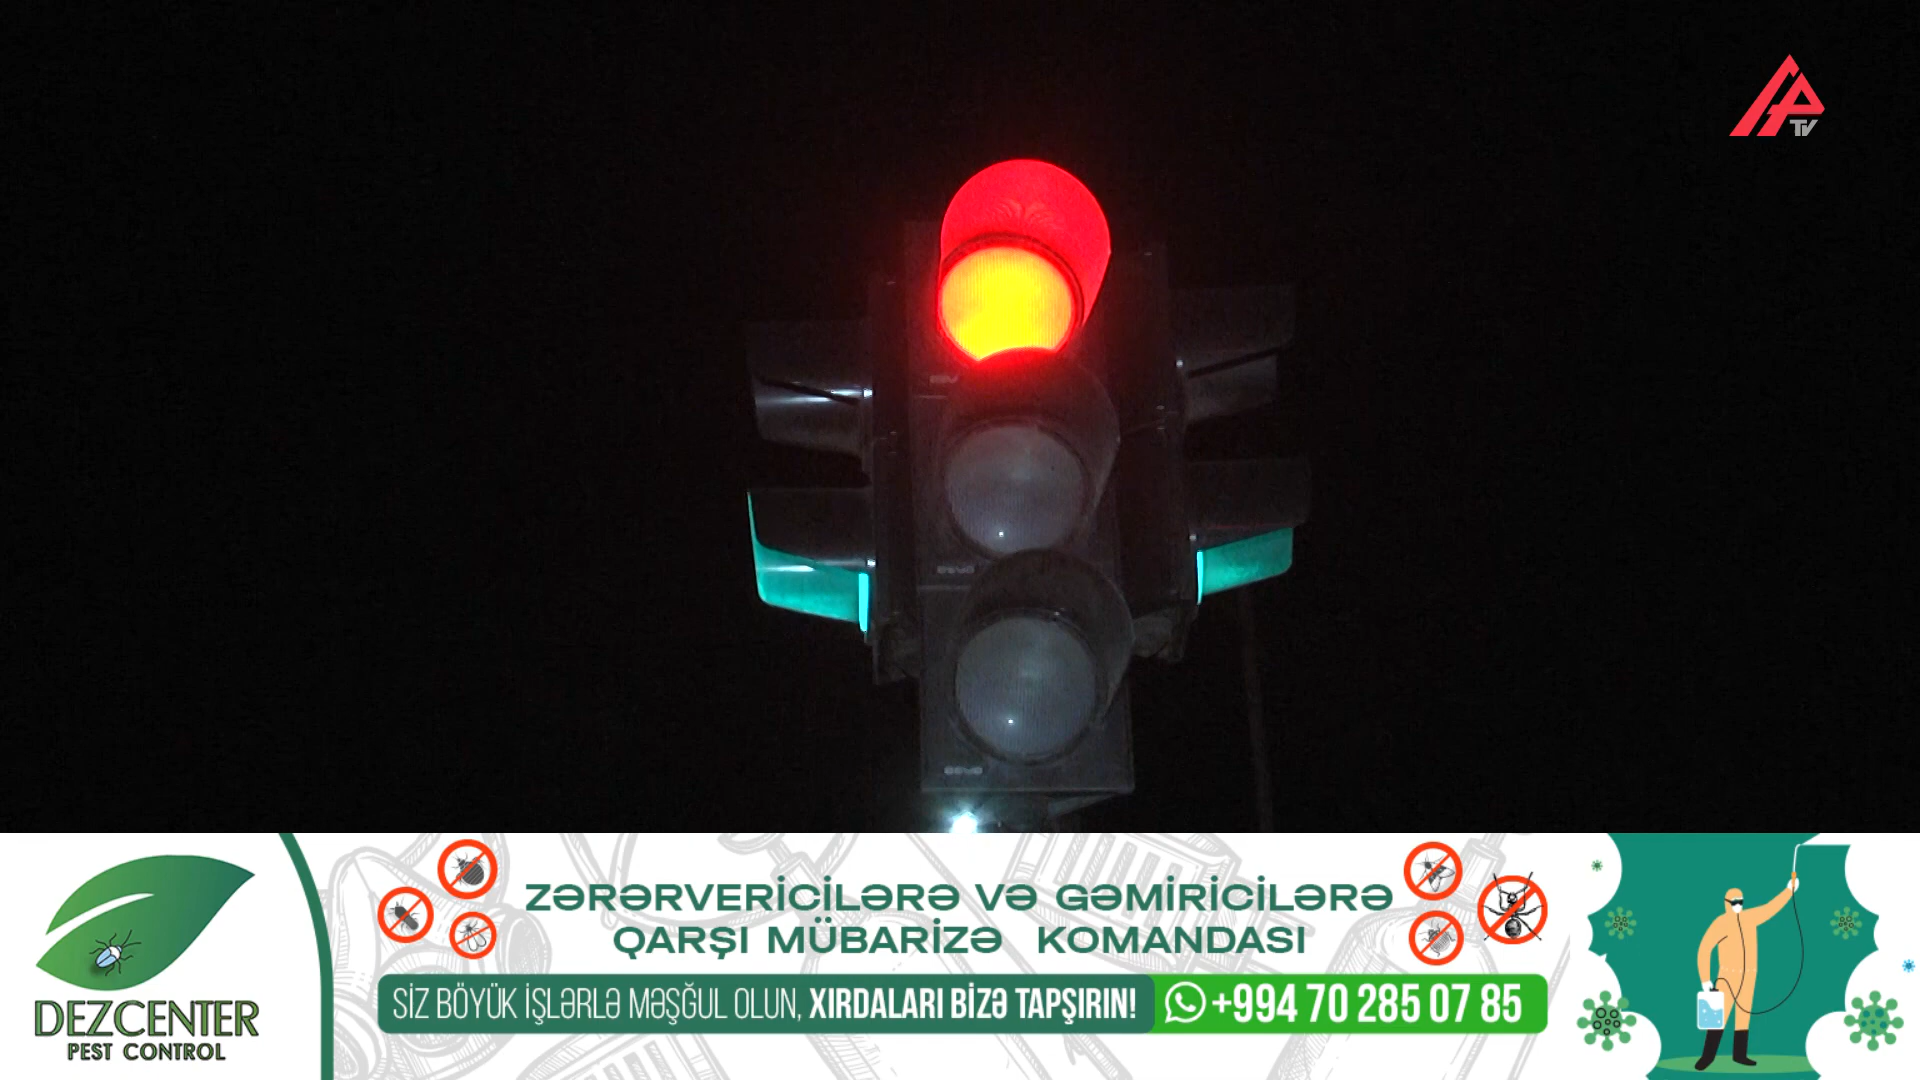 AP
TV
ZƏRƏRVERİCİLƏRƏ VƏ GƏMİRİCİLƏRƏ
QARŞI MÜBARİZƏ KOMANDASI
SİZ BÖYÜK İŞLƏRLƏ MƏŞĞUL OLUN, XIRDALARI BİZƏ TAPŞIRIN!
+994 70 285 07 85
DEZCENTER
PEST CONTROL